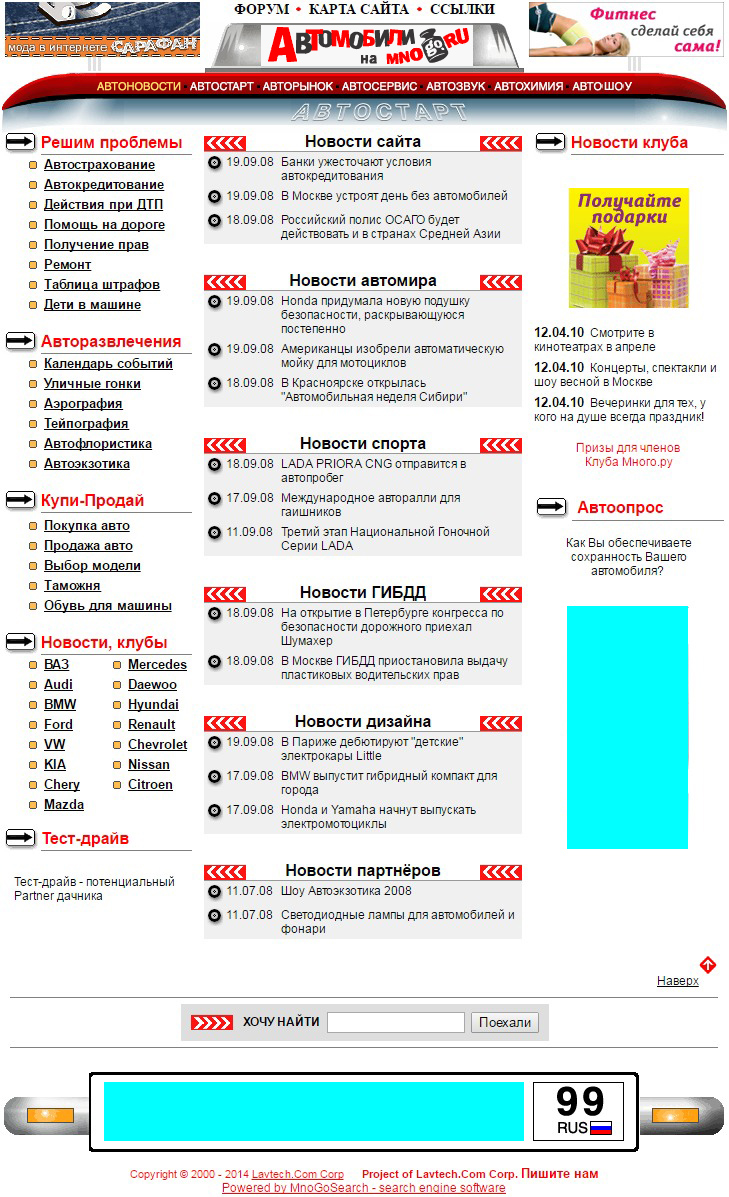 мода в интернете САРАФАН
ФОРУМ • КАРТА САЙТА • ССЫЛКИ
АВТОМОБИЛИ
на MNOGO.RU
Фитнес
сделай себя
сама!
АВТОНОВОСТИ • АВТОСТАРТ • АВТОРЫНОК • АВТОСЕРВИС • АВТОЗВУК • АВТОХИМИЯ • АВТОШОУ
АВТОСТАРТ
Решим проблемы
Автострахование
Автокредитование
Действия при ДТП
Помощь на дороге
Получение прав
Ремонт
Таблица штрафов
Дети в машине
Авторазвлечения
Календарь событий
Уличные гонки
Аэрография
Тейпография
Автофлористика
Автоэкзотика
Купи-Продай
Покупка авто
Продажа авто
Выбор модели
Таможня
Обувь для машины
Новости, клубы
ВАЗ Mercedes
Audi Daewoo
BMW Hyundai
Ford Renault
VW Chevrolet
KIA Nissan
Chery Citroen
Mazda
Тест-драйв
Тест-драйв - потенциальный
Partner дачника
Новости сайта
19.09.08 Банки ужесточают условия
автокредитования
19.09.08 В Москве устроят день без автомобилей
18.09.08 Российский полис ОСАГО будет
действовать и в странах Средней Азии
Новости автомира
19.09.08 Honda придумала новую подушку
безопасности, раскрывающуюся
постепенно
19.09.08 Американцы изобрели автоматическую
мойку для мотоциклов
18.09.08 В Красноярске открылась
"Автомобильная неделя Сибири"
Новости спорта
18.09.08 LADA PRIORA CNG отправится в
автопробег
17.09.08 Международное авторалли для
гаишников
11.09.08 Третий этап Национальной Гоночной
Серии LADA
Новости ГИБДД
18.09.08 На открытие в Петербурге конгресса по
безопасности дорожного приехал
Шумахер
18.09.08 В Москве ГИБДД приостановила выдачу
пластиковых водительских прав
Новости дизайна
19.09.08 В Париже дебютируют "детские"
электрокары Little
17.09.08 BMW выпустит гибридный компакт для
города
17.09.08 Honda и Yamaha начнут выпускать
электромотоциклы
Новости партнёров
11.07.08 Шоу Автоэкзотика 2008
11.07.08 Светодиодные лампы для автомобилей и
фонари
Новости клуба
Получайте
подарки
12.04.10 Смотрите в
кинотеатрах в апреле
12.04.10 Концерты, спектакли и
шоу весной в Москве
12.04.10 Вечеринки для тех, у
кого на душе всегда праздник!
Призы для членов
Клуба Много.ру
Автоопрос
Как Вы обеспечиваете
сохранность Вашего
автомобиля?
Наверх
ХОЧУ НАЙТИ Поехали
99
RUS
Copyright © 2000 - 2014 Lavtech.Com Corp Project of Lavtech.Com Corp. Пишите нам
Powered by MnoGoSearch - search engine software